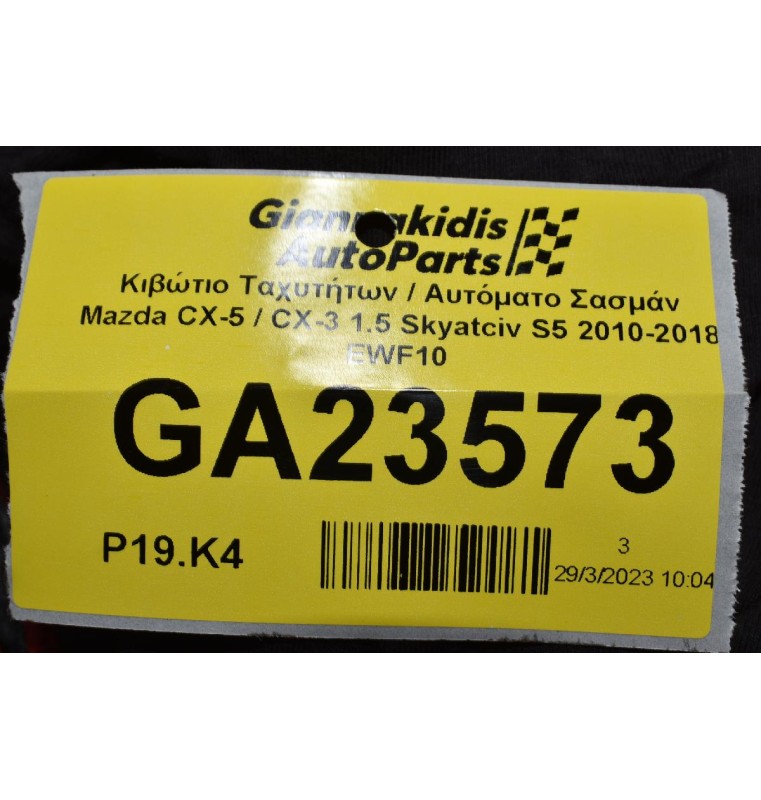 Giannakidis
AutoParts
Κιβώτιο Ταχυτήτων / Αυτόματο Σασμάν
Mazda CX-5 / CX-3 1.5 Skyatciv S5 2010-2018
EWF10
GA23573
P19.K4
3
29/3/2023 10:04